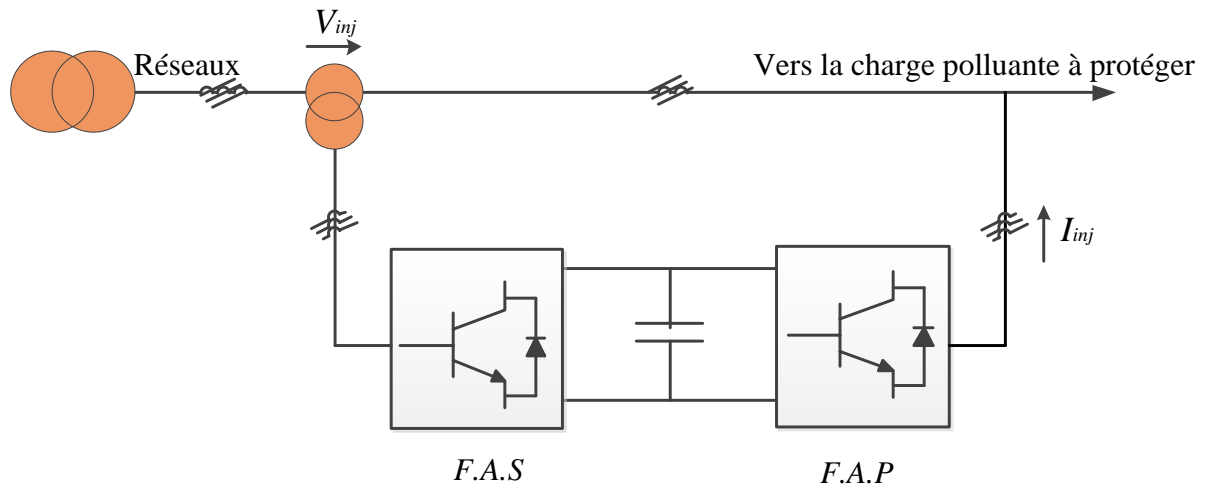 Vinj
Réseaux
Vers la charge polluante à protéger
Iinj
F.A.S
F.A.P